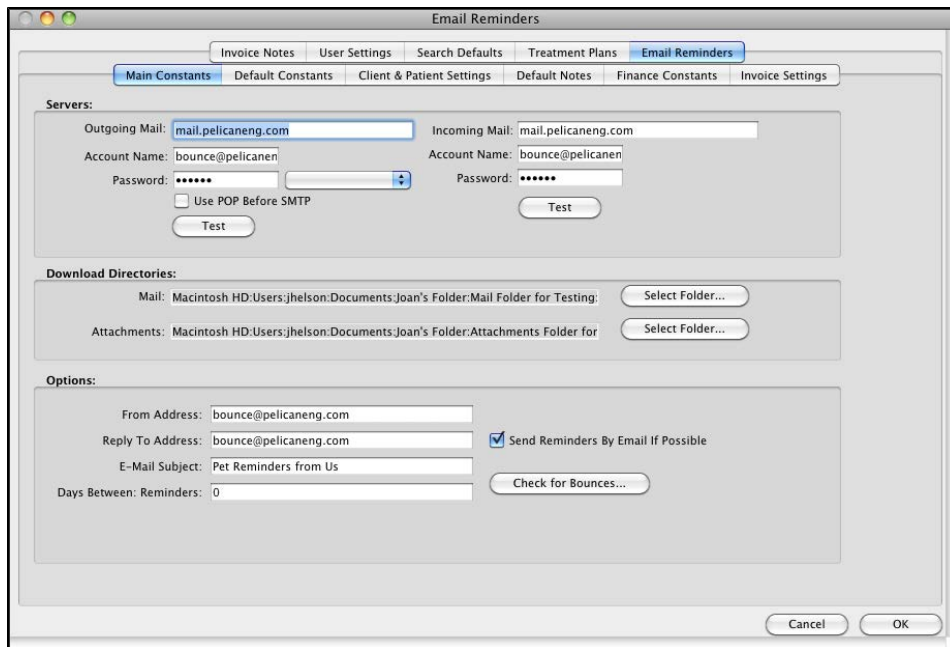 Email Reminders
Invoice Notes User Settings Search Defaults Treatment Plans Email Reminders
Main Constants Default Constants Client & Patient Settings Default Notes Finance Constants Invoice Settings
Servers:
Outgoing Mail: mail.pelicaneng.com Incoming Mail: mail.pelicaneng.com
Account Name: bounce@pelicanen Account Name: bounce@pelicanen
Password: •••••• Password: ••••••
Use POP Before SMTP
Test Test
Download Directories:
Mail: Macintosh HD:Users:jhelson:Documents:Joan's Folder:Mail Folder for Testing: Select Folder...
Attachments: Macintosh HD:Users:jhelson:Documents:Joan's Folder:Attachments Folder for Select Folder...
Options:
From Address: bounce@pelicaneng.com
Reply To Address: bounce@pelicaneng.com Send Reminders By Email If Possible
E-Mail Subject: Pet Reminders from Us
Days Between: Reminders: 0 Check for Bounces...
Cancel OK